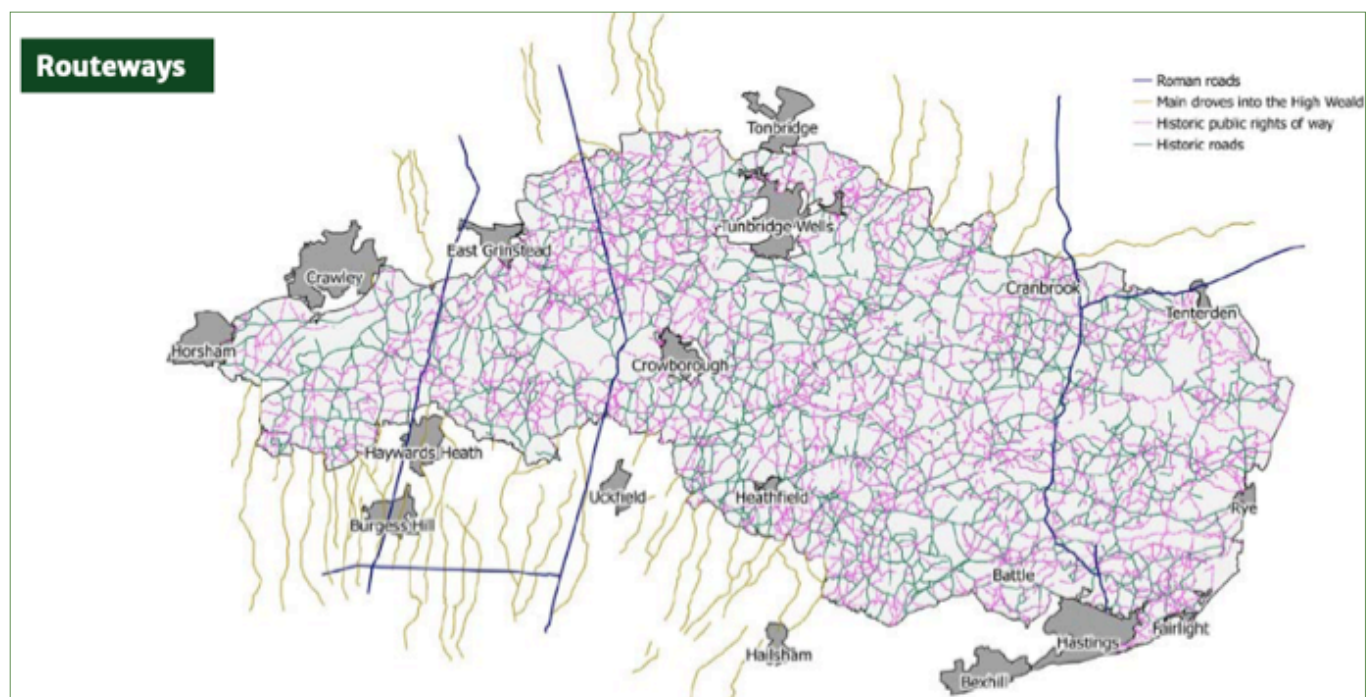 Routeways
Roman roads
Main droves into the High Weald
Historic public rights of way
Historic roads
Tonbridge
Tunbridge Wells
East Grinstead
Crawley
Cranbrook
Tenterden
Horsham
Crowborough
Haywards Heath
Uckfield
Heathfield
Rye
Burgess Hill
Battle
Fairlight
Hastings
Hailsham
Bexhill